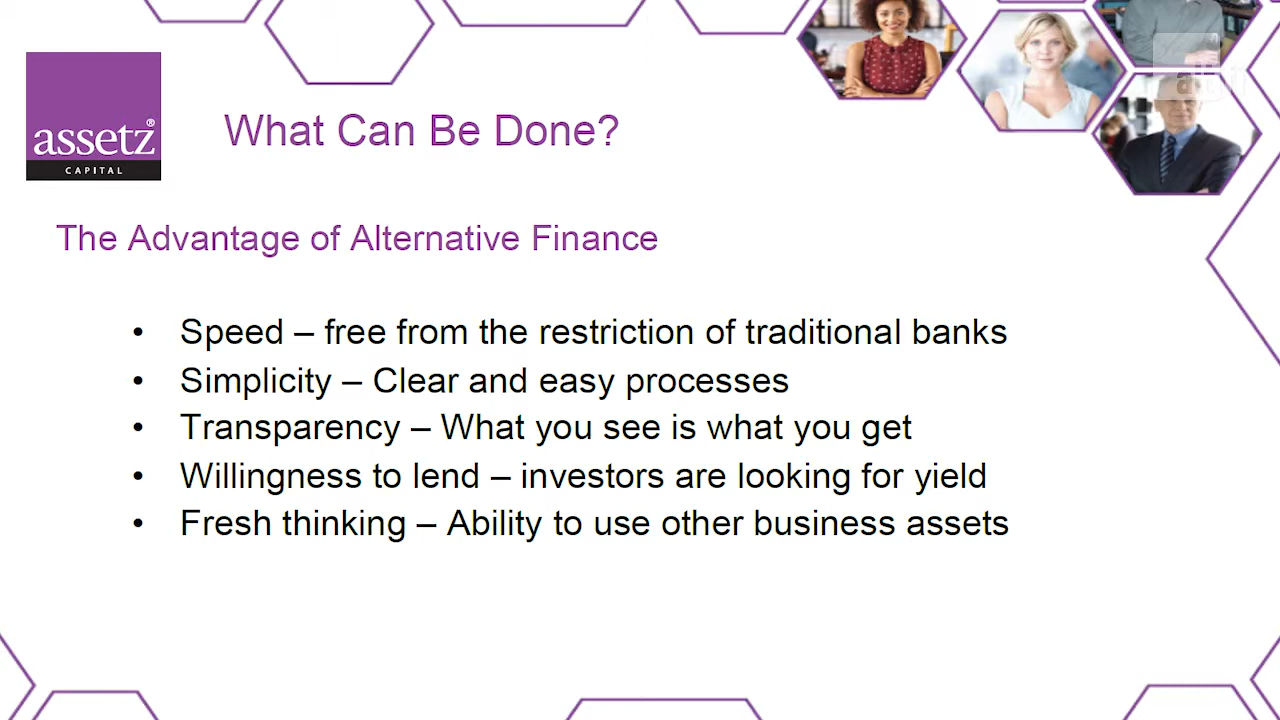 assetz®
CAPITAL
What Can Be Done?
The Advantage of Alternative Finance
• Speed – free from the restriction of traditional banks
• Simplicity – Clear and easy processes
• Transparency – What you see is what you get
• Willingness to lend – investors are looking for yield
• Fresh thinking – Ability to use other business assets